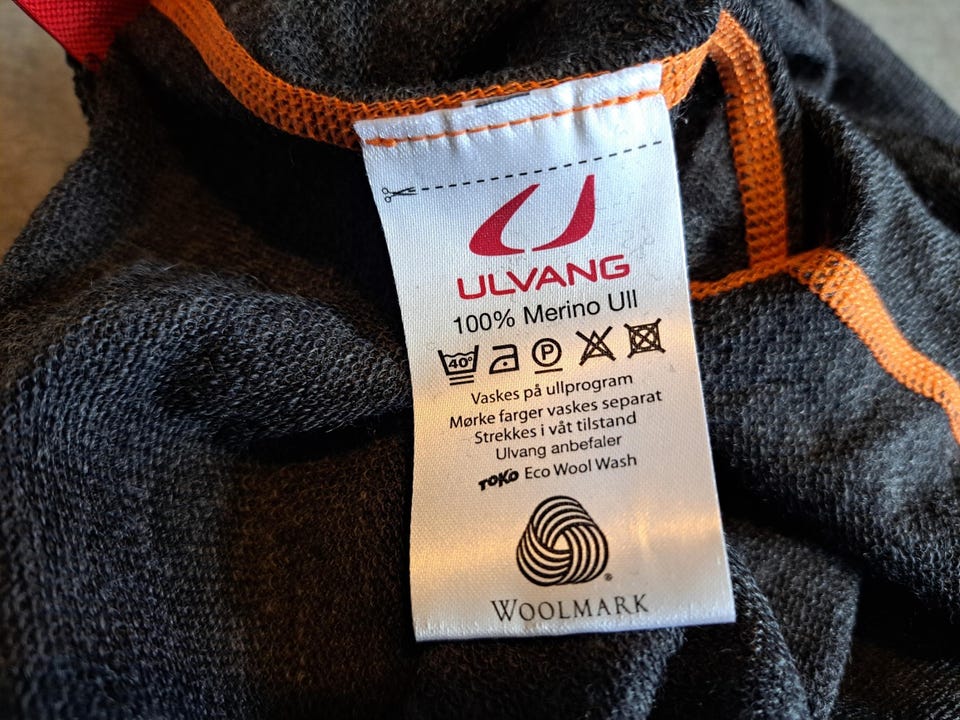 ULVANG
100% Merino Ull
40°
P
Vaskes på ullprogram
Mørke farger vaskes separat
Strekkes i våt tilstand
Ulvang anbefaler
TOKO Eco Wool Wash
®
WOOLMARK